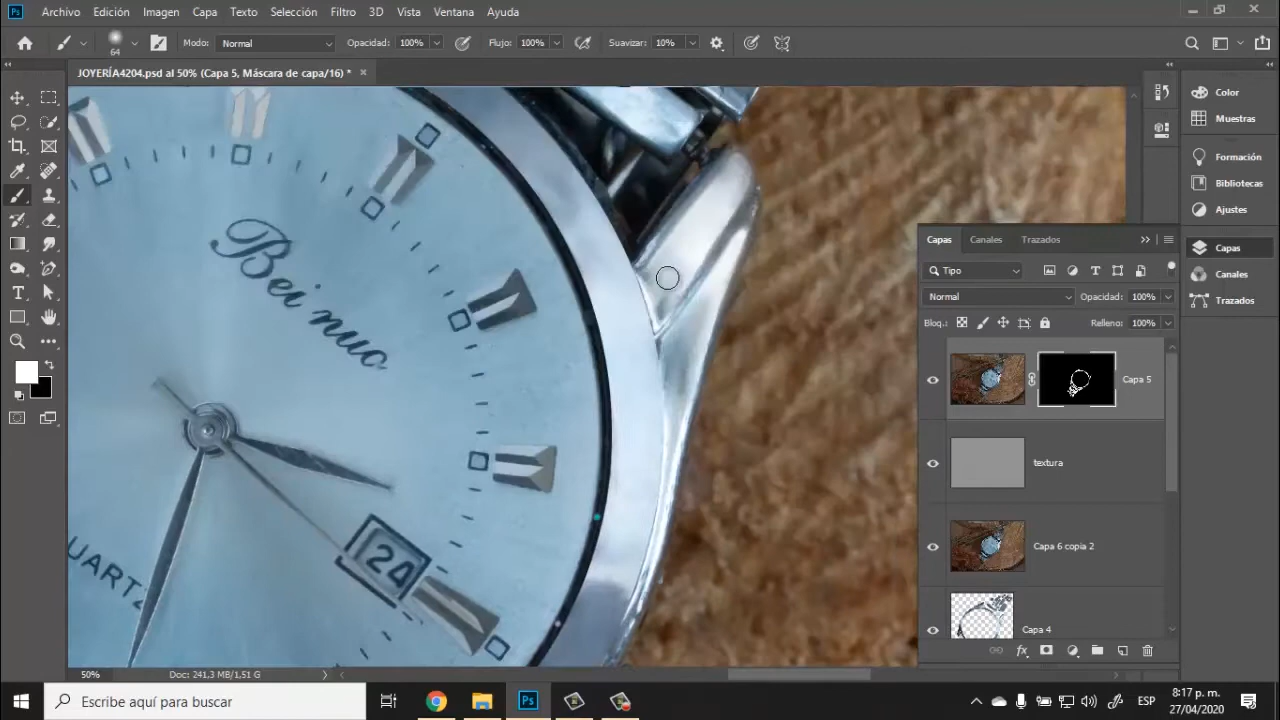 Archivo Edición Imagen Capa Texto Selección Filtro 3D Vista Ventana Ayuda
64 Modo: Normal Opacidad: 100% Flujo: 100% Suavizar: 10%
JOYERÍA4204.psd al 50% (Capa 5, Máscara de capa/16) * ×
Color
Muestras
Formación
Bibliotecas
Ajustes
Capas
Canales
Trazados
Bei nuo
24
QUARTZ
Capas Canales Trazados
Tipo
Normal Opacidad: 100%
Bloq.: Relleno: 100%
Capa 5
textura
Capa 6 copia 2
Capa 4
50% Doc: 241,3 MB/1,51 G
Escribe aquí para buscar
Ps
ESP
8:17 p. m.
27/04/2020